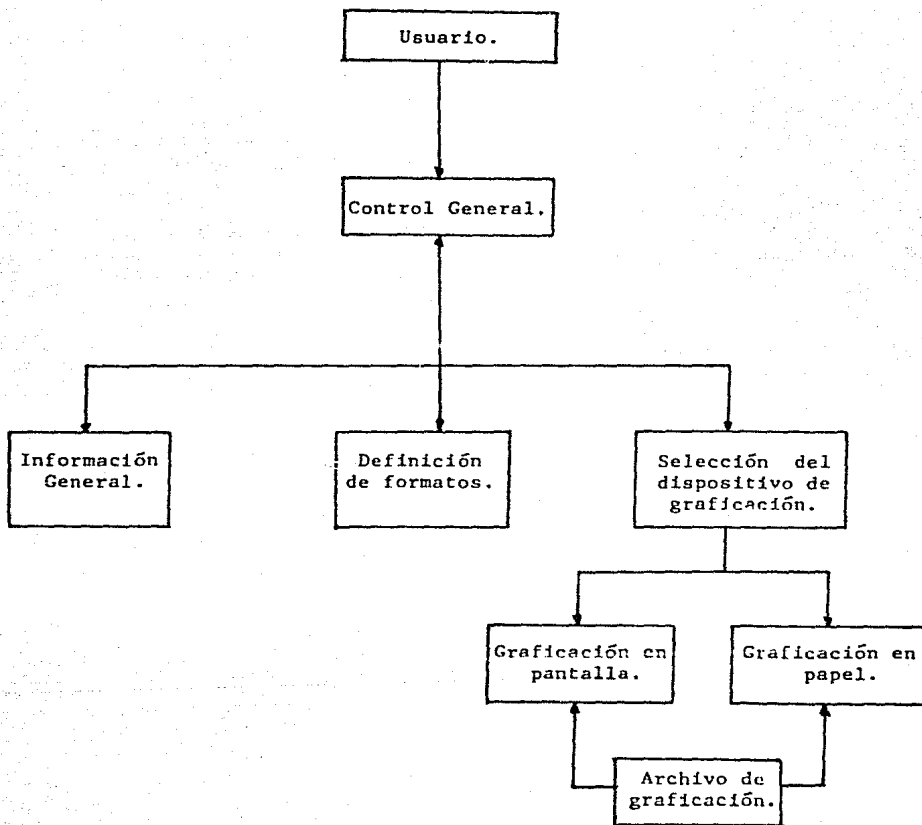 Usuario.
Control General.
Información
General.
Definición
de formatos.
Selección del
dispositivo de
graficación.
Graficación en
pantalla.
Graficación en
papel.
Archivo de
graficación.